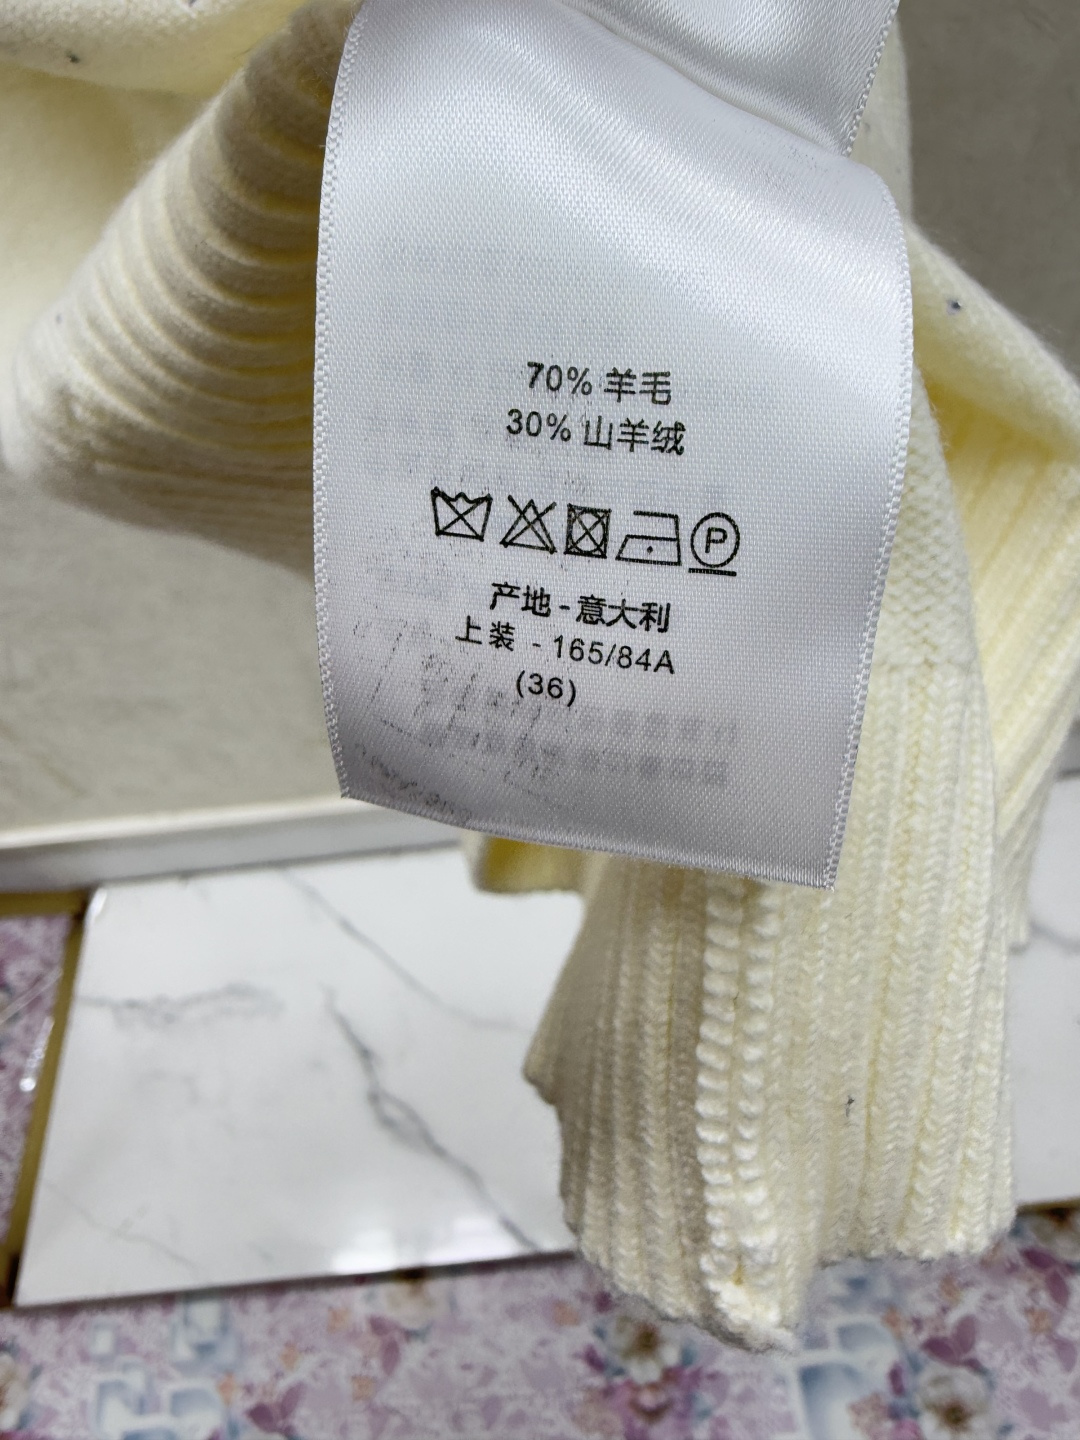 70% 羊毛
30% 山羊绒
P
产地 - 意大利
上装 - 165/84A
(36)